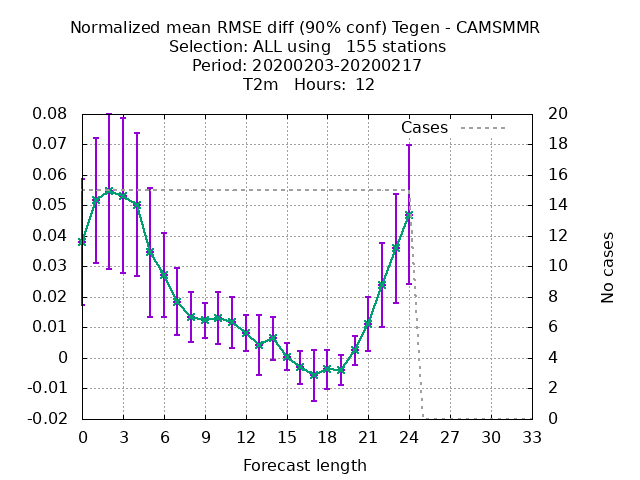 Normalized mean RMSE diff (90% conf) Tegen - CAMSMMR
Selection: ALL using   155 stations
Period: 20200203-20200217
T2m   Hours:  12
Cases
0.08
0.07
0.06
0.05
0.04
0.03
0.02
0.01
0
-0.01
-0.02
20
18
16
14
12
10
8
6
4
2
0
No cases
0 3 6 9 12 15 18 21 24 27 30 33
Forecast length